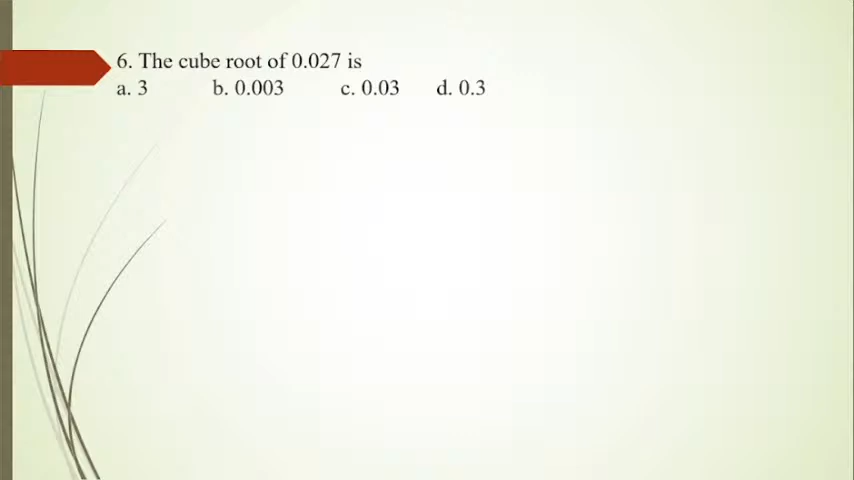 6. The cube root of 0.027 is
a. 3 b. 0.003 c. 0.03 d. 0.3